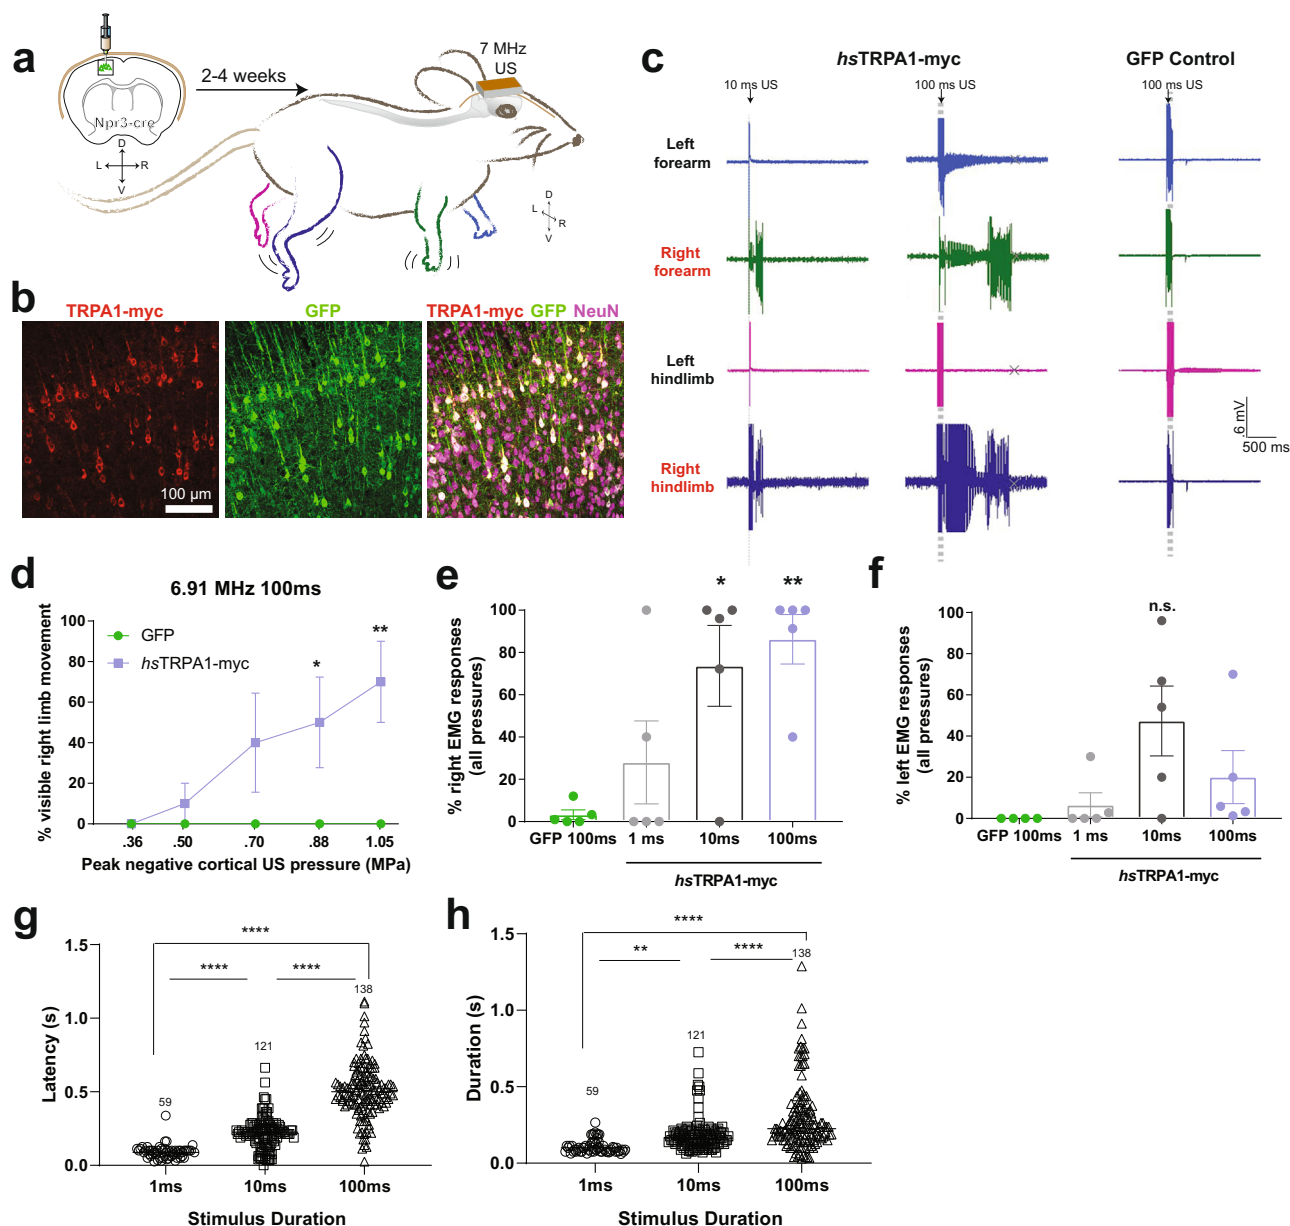 a
2-4 weeks
7 MHz
US
Npr3-cre
D
L
R
V
D
L
R
V
b
TRPA1-myc
GFP
TRPA1-myc GFP NeuN
100 µm
c
hsTRPA1-myc
GFP Control
10 ms US
100 ms US
100 ms US
Left
forearm
Right
forearm
Left
hindlimb
Right
hindlimb
.6 mV
500 ms
d
6.91 MHz 100ms
% visible right limb movement
100
80
60
40
20
0
GFP
hsTRPA1-myc
*
**
.36 .50 .70 .88 1.05
Peak negative cortical US pressure (MPa)
e
% right EMG responses
(all pressures)
100
80
60
40
20
0
*
**
GFP 100ms 1 ms 10ms 100ms
hsTRPA1-myc
f
% left EMG responses
(all pressures)
100
80
60
40
20
0
n.s.
GFP 100ms 1 ms 10ms 100ms
hsTRPA1-myc
g
Latency (s)
1.5
1.0
0.5
0.0
****
**** ****
59
121
138
1ms 10ms 100ms
Stimulus Duration
h
Duration (s)
1.5
1.0
0.5
0.0
****
** ****
59
121
138
1ms 10ms 100ms
Stimulus Duration